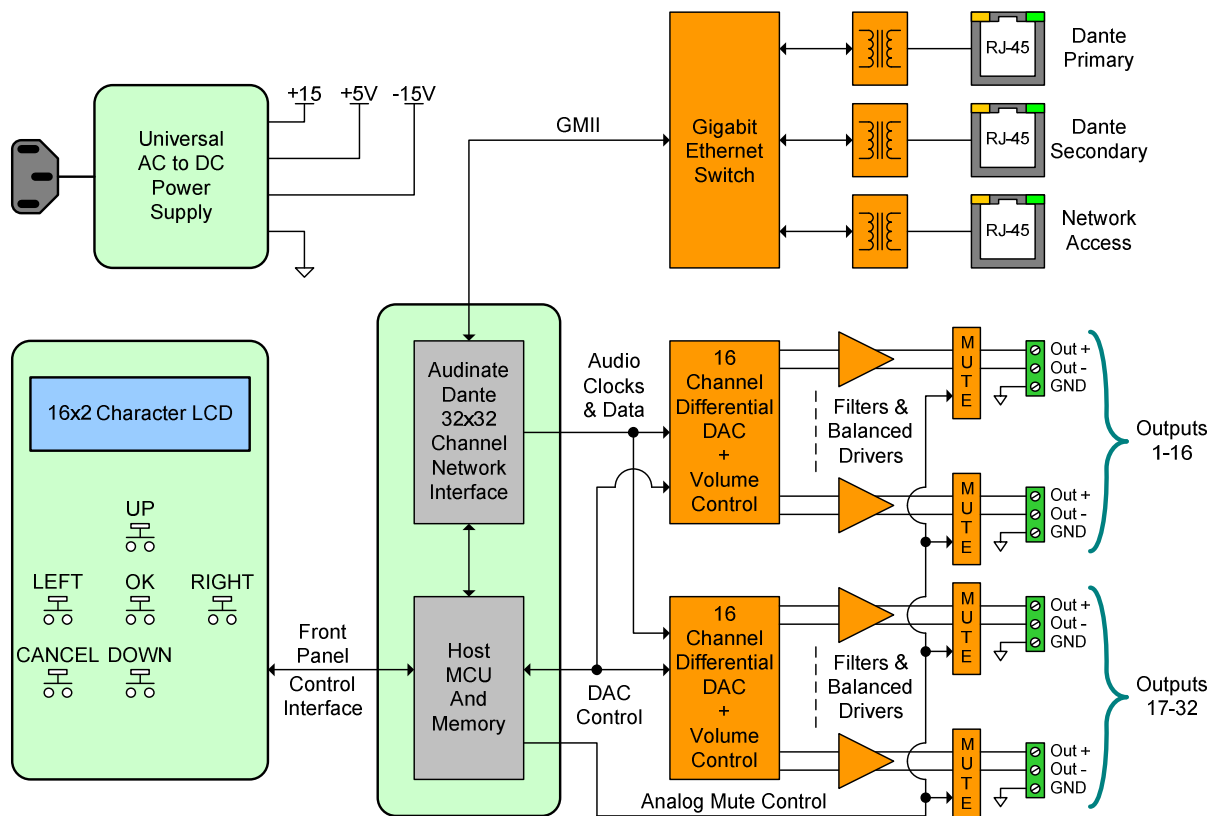 +15
+5V
-15V
Universal
AC to DC
Power
Supply
GMII
Gigabit
Ethernet
Switch
RJ-45
Dante
Primary
RJ-45
Dante
Secondary
RJ-45
Network
Access
16x2 Character LCD
UP
LEFT
OK
RIGHT
CANCEL
DOWN
Front
Panel
Control
Interface
Audinate
Dante
32x32
Channel
Network
Interface
Host
MCU
And
Memory
Audio
Clocks
& Data
DAC
Control
Analog Mute Control
16
Channel
Differential
DAC
+
Volume
Control
Filters &
Balanced
Drivers
MUTE
Out +
Out -
GND
MUTE
Out +
Out -
GND
Outputs
1-16
16
Channel
Differential
DAC
+
Volume
Control
Filters &
Balanced
Drivers
MUTE
Out +
Out -
GND
MUTE
Out +
Out -
GND
Outputs
17-32